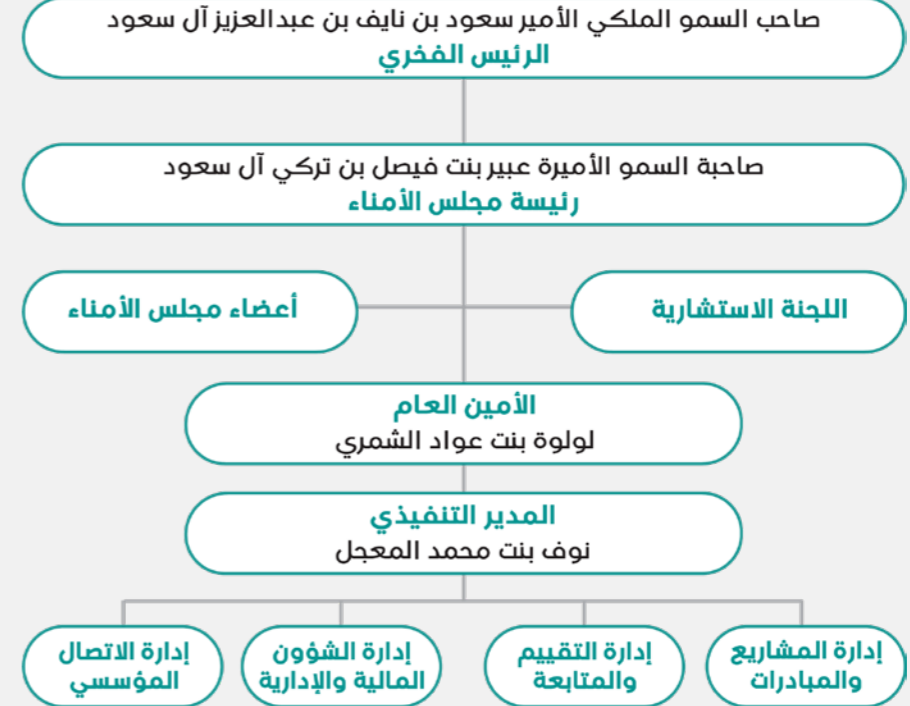 صاحب السمو الملكي الأمير سعود بن نايف بن عبدالعزيز آل سعود
الرئيس الفخري
صاحبة السمو الأميرة عبير بنت فيصل بن تركي آل سعود
رئيسة مجلس الأمناء
اللجنة الاستشارية
أعضاء مجلس الأمناء
الأمين العام
لولوة بنت عواد الشمري
المدير التنفيذي
نوف بنت محمد المعجل
إدارة المشاريع
والمبادرات
إدارة التقييم
والمتابعة
إدارة الشؤون
المالية والإدارية
إدارة الاتصال
المؤسسي